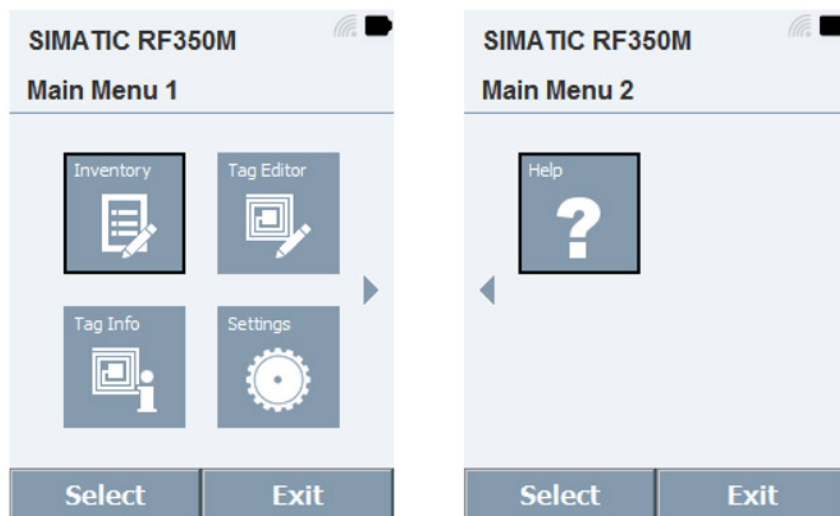 SIMATIC RF350M
Main Menu 1
Inventory
Tag Editor
Tag Info
Settings
Select
Exit
SIMATIC RF350M
Main Menu 2
Help
?
Select
Exit